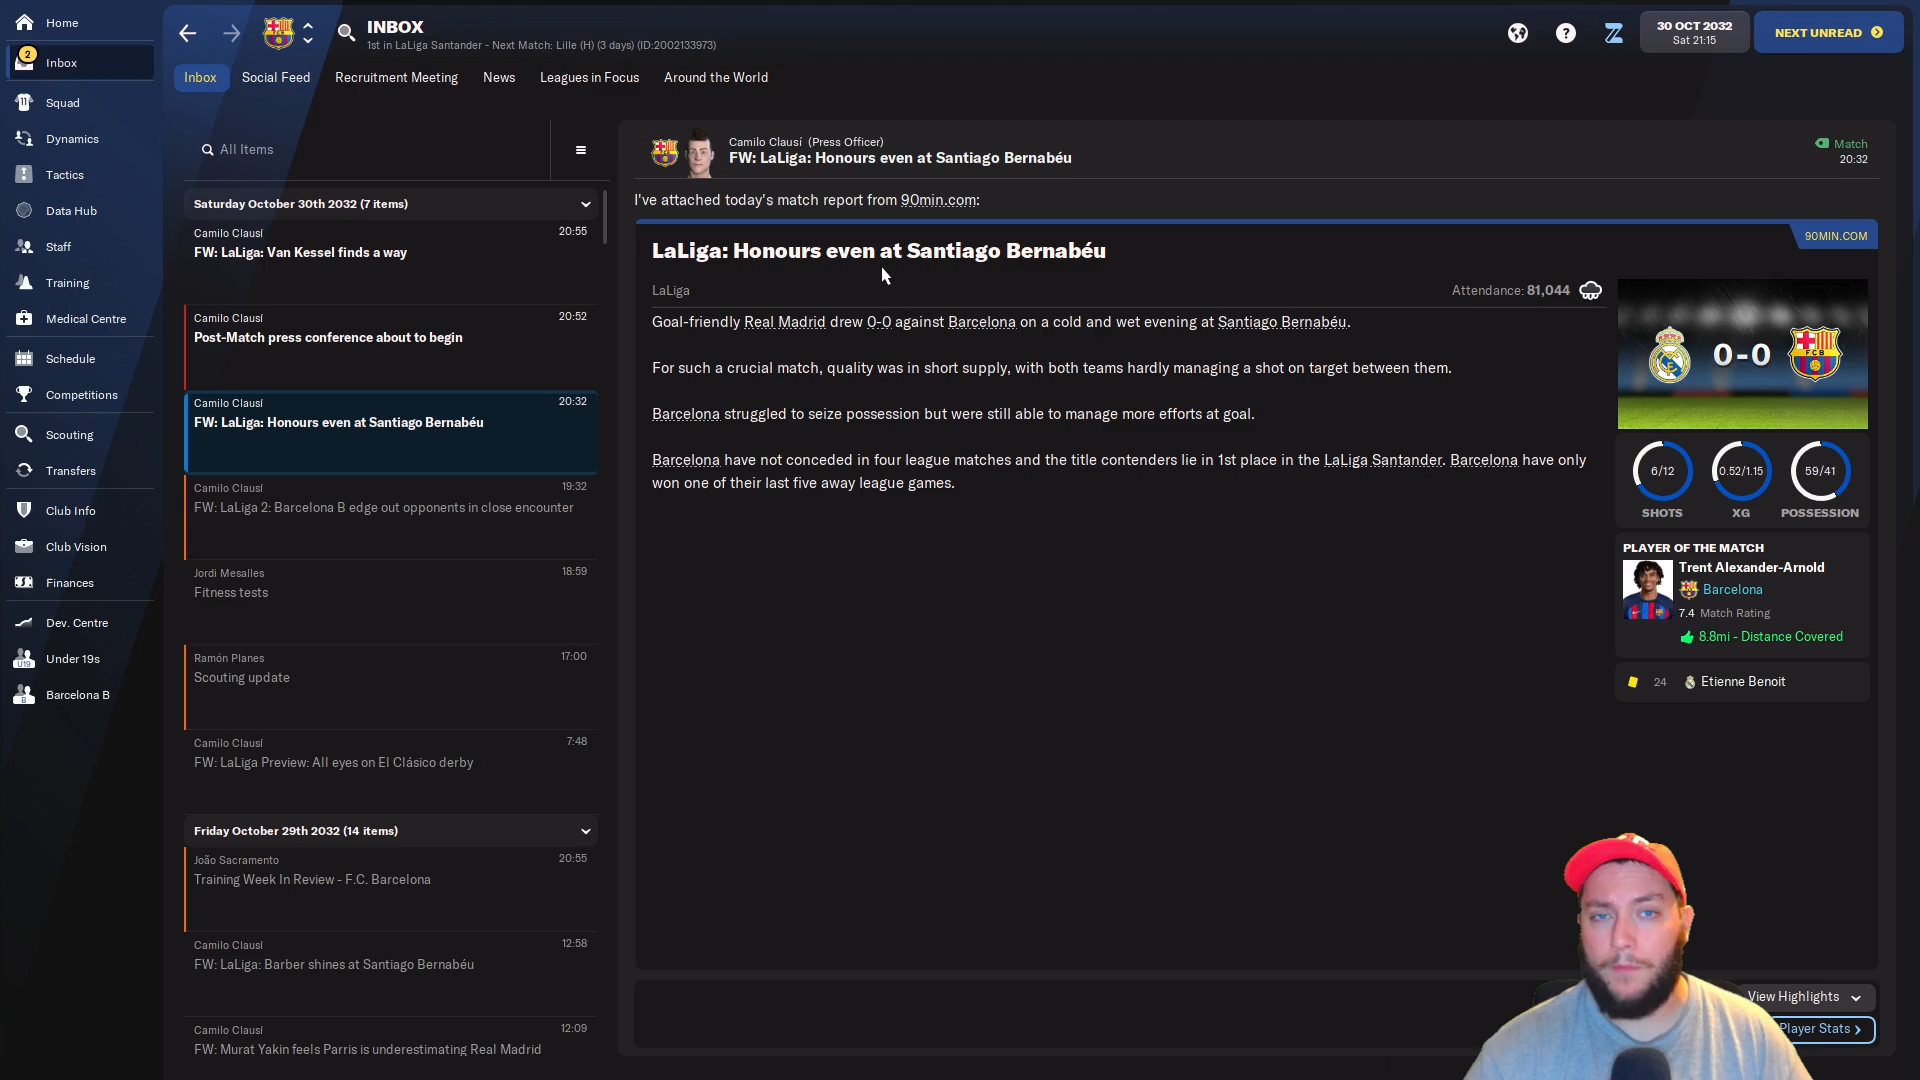 Home
2
Inbox
Squad
Dynamics
Tactics
Data Hub
Staff
Training
Medical Centre
Schedule
Competitions
Scouting
Transfers
Club Info
Club Vision
Finances
Dev. Centre
U19
Under 19s
B
Barcelona B
INBOX
1st in LaLiga Santander - Next Match: Lille (H) (3 days) (ID:2002133973)
30 OCT 2032
Sat 21:15
NEXT UNREAD
Inbox
Social Feed
Recruitment Meeting
News
Leagues in Focus
Around the World
All Items
Saturday October 30th 2032 (7 items)
Camilo Clausí 20:55
FW: LaLiga: Van Kessel finds a way
Camilo Clausí 20:52
Post-Match press conference about to begin
Camilo Clausí 20:32
FW: LaLiga: Honours even at Santiago Bernabéu
Camilo Clausí 19:32
FW: LaLiga 2: Barcelona B edge out opponents in close encounter
Jordi Mesalles 18:59
Fitness tests
Ramón Planes 17:00
Scouting update
Camilo Clausí 7:48
FW: LaLiga Preview: All eyes on El Clásico derby
Friday October 29th 2032 (14 items)
João Sacramento 20:55
Training Week In Review - F.C. Barcelona
Camilo Clausí 12:58
FW: LaLiga: Barber shines at Santiago Bernabéu
Camilo Clausí 12:09
FW: Murat Yakin feels Parris is underestimating Real Madrid
Camilo Clausí (Press Officer)
FW: LaLiga: Honours even at Santiago Bernabéu
Match
20:32
I've attached today's match report from 90min.com:
90MIN.COM
LaLiga: Honours even at Santiago Bernabéu
LaLiga
Attendance: 81,044
Goal-friendly Real Madrid drew 0-0 against Barcelona on a cold and wet evening at Santiago Bernabéu.
For such a crucial match, quality was in short supply, with both teams hardly managing a shot on target between them.
Barcelona struggled to seize possession but were still able to manage more efforts at goal.
Barcelona have not conceded in four league matches and the title contenders lie in 1st place in the LaLiga Santander. Barcelona have only
won one of their last five away league games.
0-0
6/12
0.52/1.15
59/41
SHOTS
XG
POSSESSION
PLAYER OF THE MATCH
Trent Alexander-Arnold
Barcelona
7.4 Match Rating
8.8mi - Distance Covered
24 Etienne Benoit
View Highlights
Player Stats